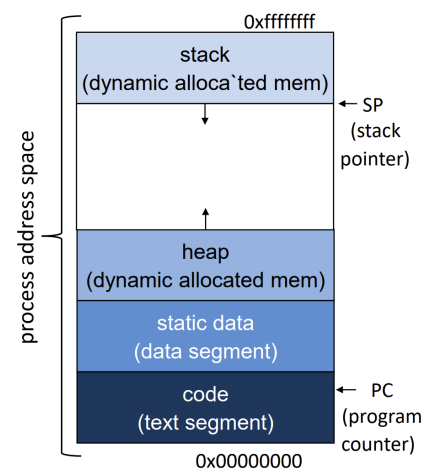 0xffffffff
stack
(dynamic alloca`ted mem)
SP
(stack
pointer)
process address space
heap
(dynamic allocated mem)
static data
(data segment)
code
(text segment)
PC
(program
counter)
0x00000000